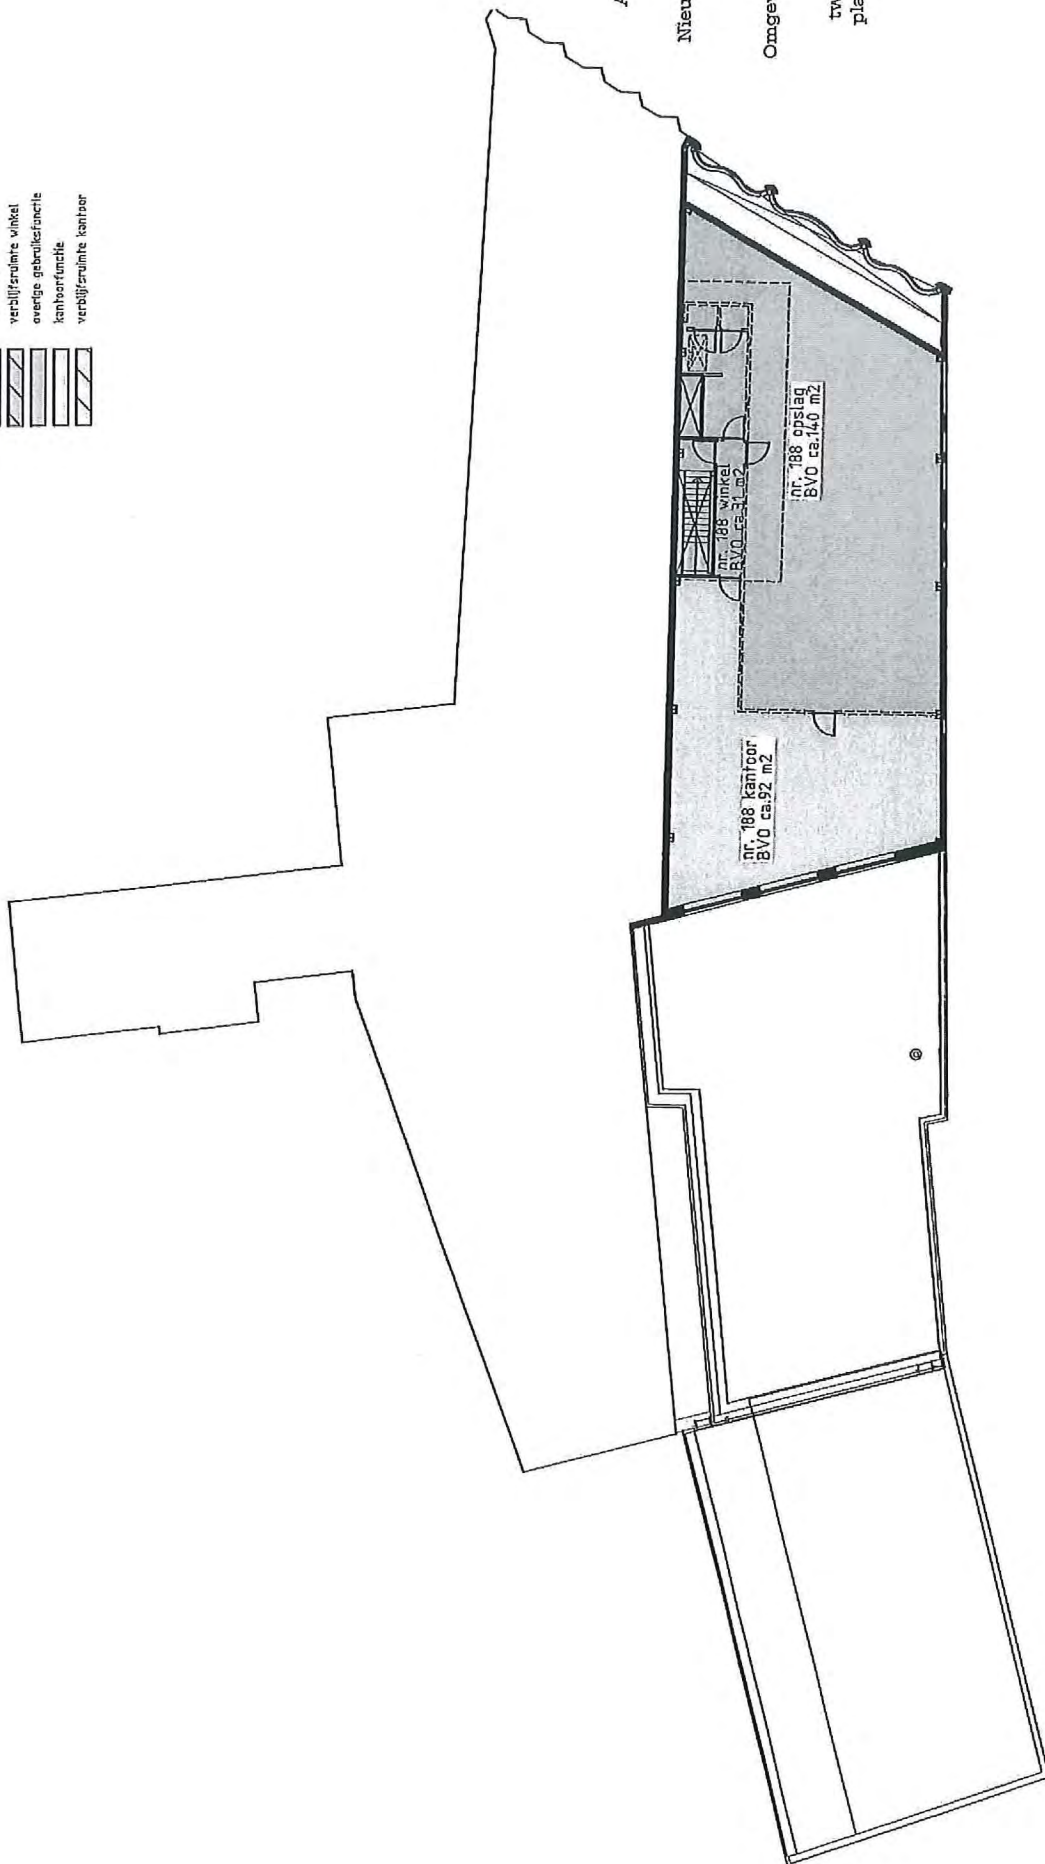 verblijfsruimte winkel
overige gebruiksfunctie
kantoorfunctie
verblijfsruimte kantoor
Nieu
Omgev
tw
pla
nr. 188 winkel
BVO ca.31 m2
nr. 188 opslag
BVO ca.140 m2
nr. 188 kantoor
BVO ca.92 m2